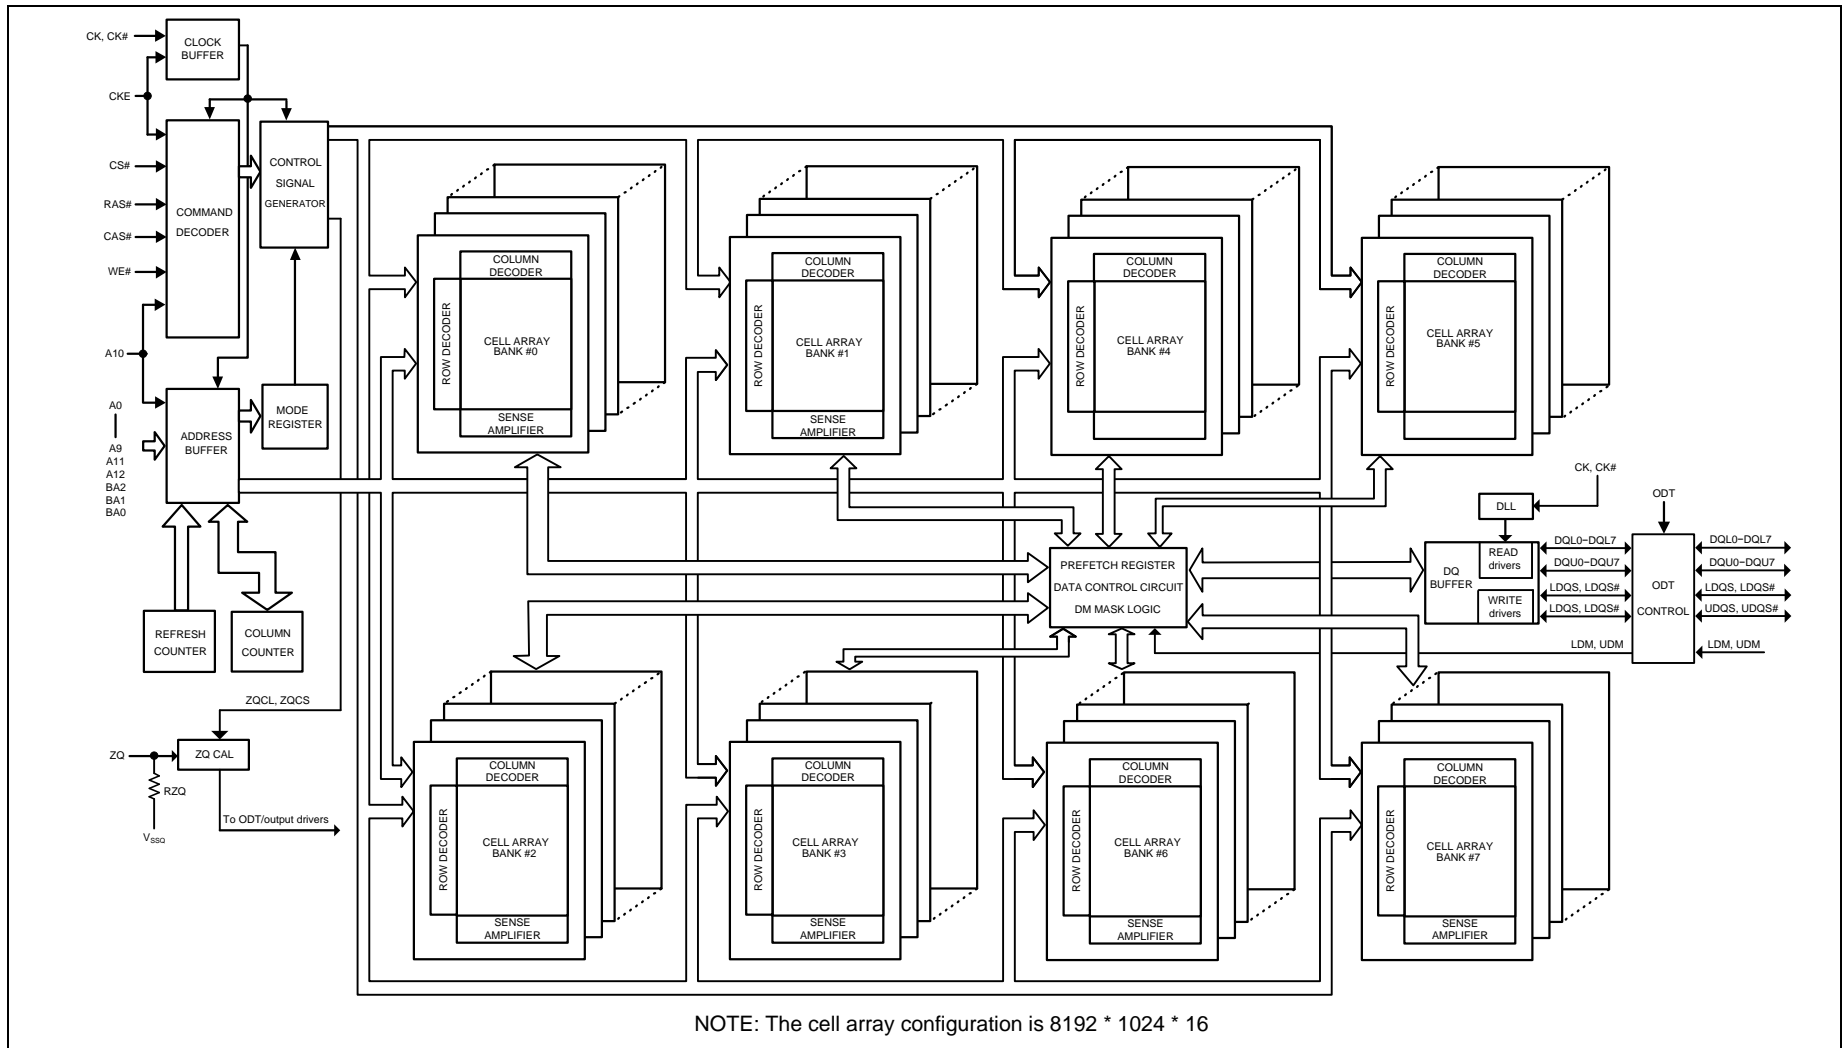 CK, CK#
CLOCK
BUFFER
CKE
CS#
RAS#
CAS#
WE#
COMMAND
DECODER
CONTROL
SIGNAL
GENERATOR
A10
A0
A9
A11
A12
BA2
BA1
BA0
ADDRESS
BUFFER
MODE
REGISTER
REFRESH
COUNTER
COLUMN
COUNTER
ZQCL, ZQCS
ZQ
ZQ CAL
RZQ
VSSQ
To ODT/output drivers
COLUMN
DECODER
ROW DECODER
CELL ARRAY
BANK #0
SENSE
AMPLIFIER
COLUMN
DECODER
ROW DECODER
CELL ARRAY
BANK #1
SENSE
AMPLIFIER
COLUMN
DECODER
ROW DECODER
CELL ARRAY
BANK #4
COLUMN
DECODER
ROW DECODER
CELL ARRAY
BANK #5
PREFETCH REGISTER
DATA CONTROL CIRCUIT
DM MASK LOGIC
CK, CK#
DLL
DQ
BUFFER
READ
drivers
WRITE
drivers
DQL0−DQL7
DQU0−DQU7
LDQS, LDQS#
LDQS, LDQS#
LDM, UDM
ODT
ODT
CONTROL
DQL0−DQL7
DQU0−DQU7
LDQS, LDQS#
UDQS, UDQS#
LDM, UDM
COLUMN
DECODER
ROW DECODER
CELL ARRAY
BANK #2
SENSE
AMPLIFIER
COLUMN
DECODER
ROW DECODER
CELL ARRAY
BANK #3
SENSE
AMPLIFIER
COLUMN
DECODER
ROW DECODER
CELL ARRAY
BANK #6
SENSE
AMPLIFIER
COLUMN
DECODER
ROW DECODER
CELL ARRAY
BANK #7
SENSE
AMPLIFIER
NOTE: The cell array configuration is 8192 * 1024 * 16